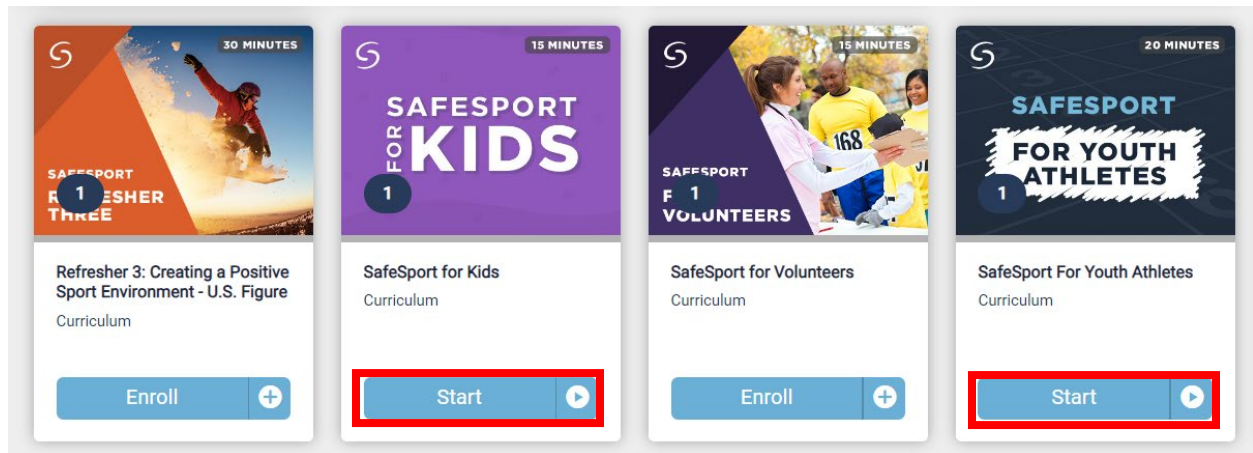 30 MINUTES
SAFESPORT
1
THREE
Refresher 3: Creating a Positive
Sport Environment - U.S. Figure
Curriculum
Enroll
15 MINUTES
SAFESPORT
FOR KIDS
1
SafeSport for Kids
Curriculum
Start
15 MINUTES
SAFESPORT
1
VOLUNTEERS
168
SafeSport for Volunteers
Curriculum
Enroll
20 MINUTES
SAFESPORT
FOR YOUTH
ATHLETES
1
SafeSport For Youth Athletes
Curriculum
Start